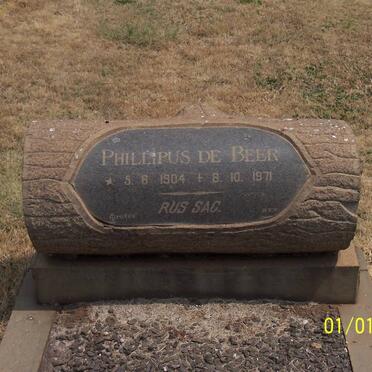 PHILLIPUS DE BEER
* 5. 8. 1904 + 8. 10. 1971
RUS SAG.
01/01